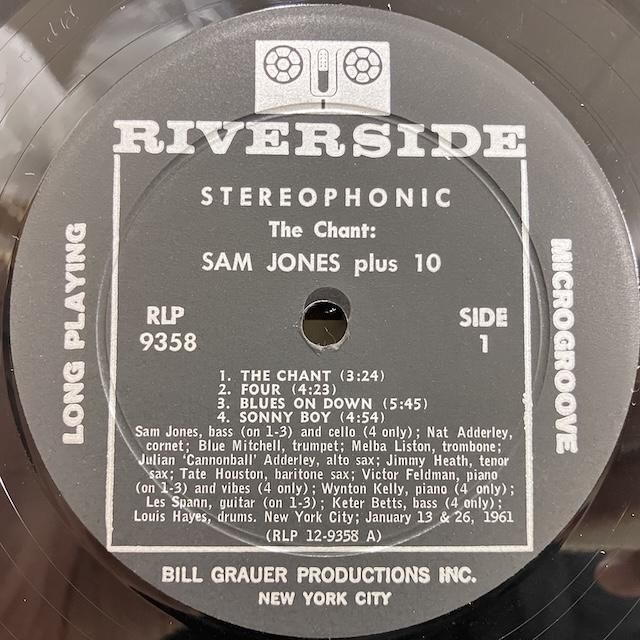 RIVERSIDE
STEREOPHONIC
The Chant:
SAM JONES plus 10
LONG PLAYING
MICROGROOVE
RLP
9358
SIDE
1
1. THE CHANT (3:24)
2. FOUR (4:23)
3. BLUES ON DOWN (5:45)
4. SONNY BOY (4:54)
Sam Jones, bass (on 1-3) and cello (4 only); Nat Adderley,
cornet; Blue Mitchell, trumpet; Melba Liston, trombone;
Julian 'Cannonball' Adderley, alto sax; Jimmy Heath, tenor
sax; Tate Houston, baritone sax; Victor Feldman, piano
(on 1-3) and vibes (4 only); Wynton Kelly, piano (4 only);
Les Spann, guitar (on 1-3); Keter Betts, bass (4 only);
Louis Hayes, drums. New York City; January 13 & 26, 1961
(RLP 12-9358 A)
BILL GRAUER PRODUCTIONS INC.
NEW YORK CITY